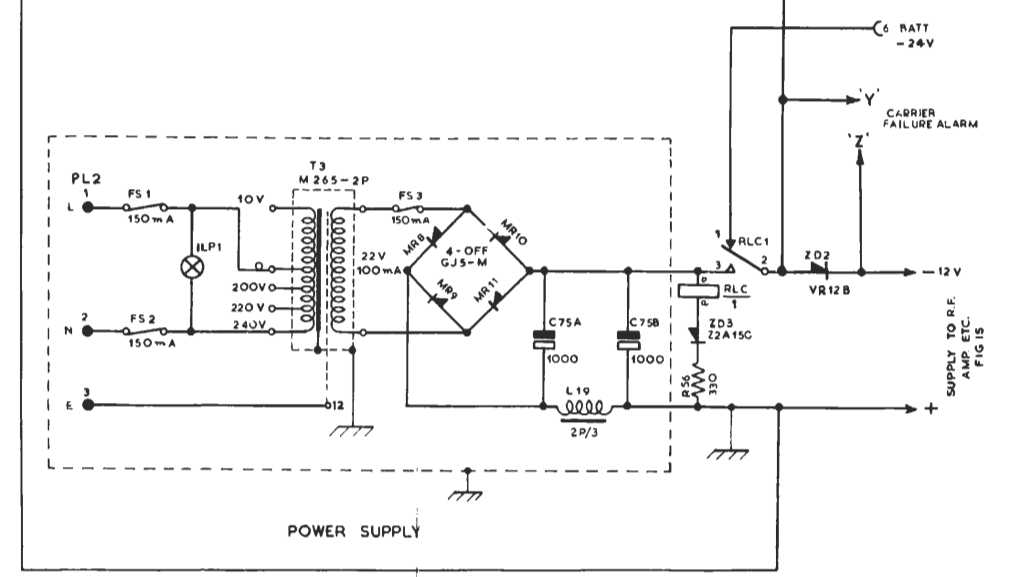 6 BATT
-24V
'Y'
CARRIER
FAILURE ALARM
'Z'
T3
M265-2P
PL2
1
L
FS1
150mA
10V
FS3
150mA
MR8
MR10
4-OFF
GJ5-M
MR9
MR11
ILP1
O
200V
220V
240V
22V
100mA
2
N
FS2
150mA
3
E
12
C75A
1000
C75B
1000
L19
2P/3
1
RLC1
3
2
RLC
1
ZD3
Z2A15C
R56
330
ZD2
VR12B
-12V
+
SUPPLY TO R.F.
AMP ETC.
FIG 15
POWER SUPPLY